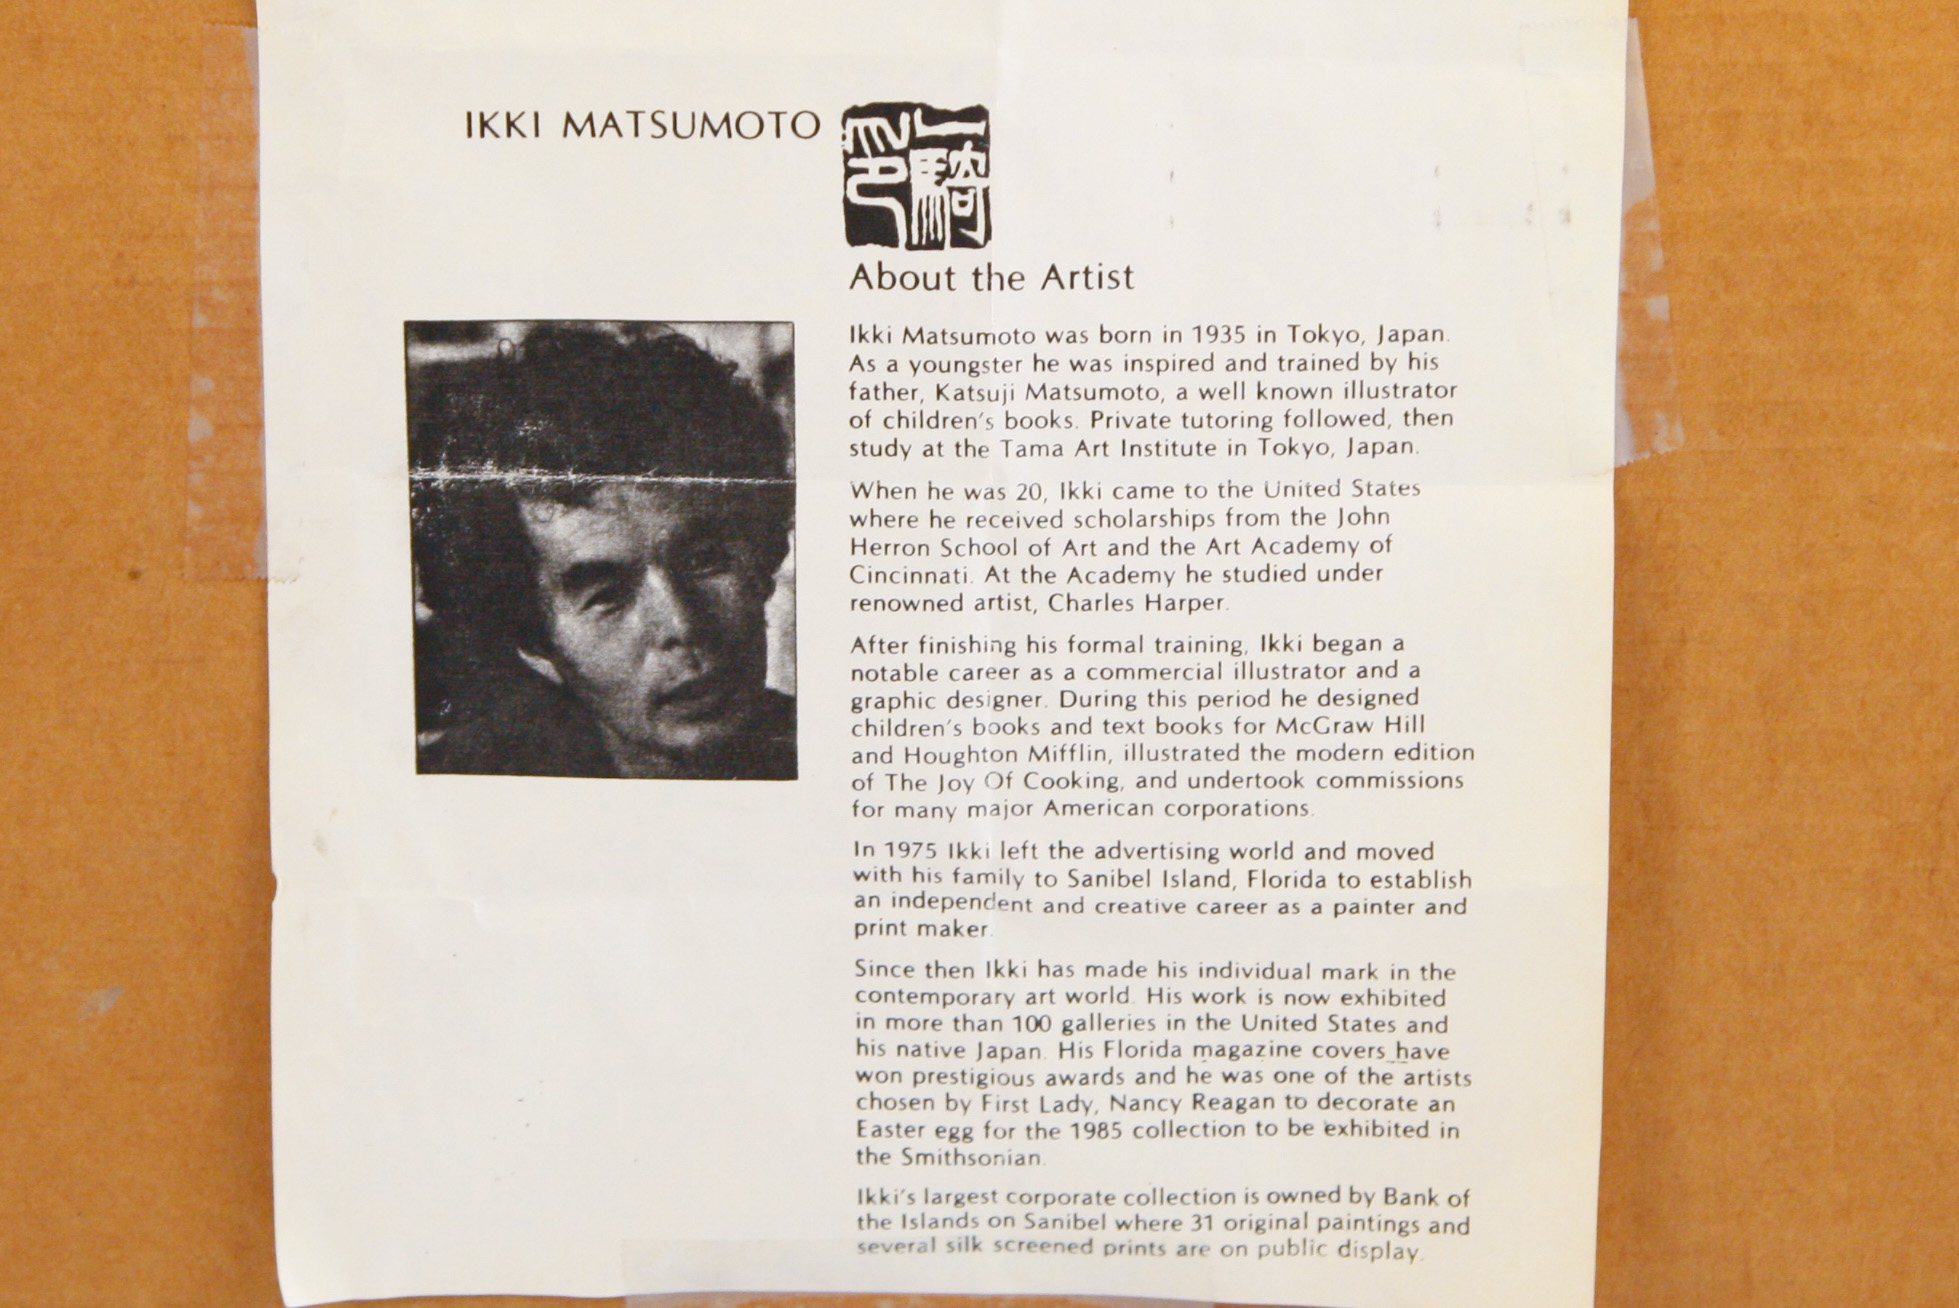 IKKI MATSUMOTO
一騎印
About the Artist
Ikki Matsumoto was born in 1935 in Tokyo, Japan.
As a youngster he was inspired and trained by his
father, Katsuji Matsumoto, a well known illustrator
of children's books. Private tutoring followed, then
study at the Tama Art Institute in Tokyo, Japan.
When he was 20, Ikki came to the United States
where he received scholarships from the John
Herron School of Art and the Art Academy of
Cincinnati. At the Academy he studied under
renowned artist, Charles Harper.
After finishing his formal training, Ikki began a
notable career as a commercial illustrator and a
graphic designer. During this period he designed
children's books and text books for McGraw Hill
and Houghton Mifflin, illustrated the modern edition
of The Joy Of Cooking, and undertook commissions
for many major American corporations.
In 1975 Ikki left the advertising world and moved
with his family to Sanibel Island, Florida to establish
an independent and creative career as a painter and
print maker.
Since then Ikki has made his individual mark in the
contemporary art world. His work is now exhibited
in more than 100 galleries in the United States and
his native Japan. His Florida magazine covers have
won prestigious awards and he was one of the artists
chosen by First Lady, Nancy Reagan to decorate an
Easter egg for the 1985 collection to be exhibited in
the Smithsonian.
Ikki's largest corporate collection is owned by Bank of
the Islands on Sanibel where 31 original paintings and
several silk screened prints are on public display.